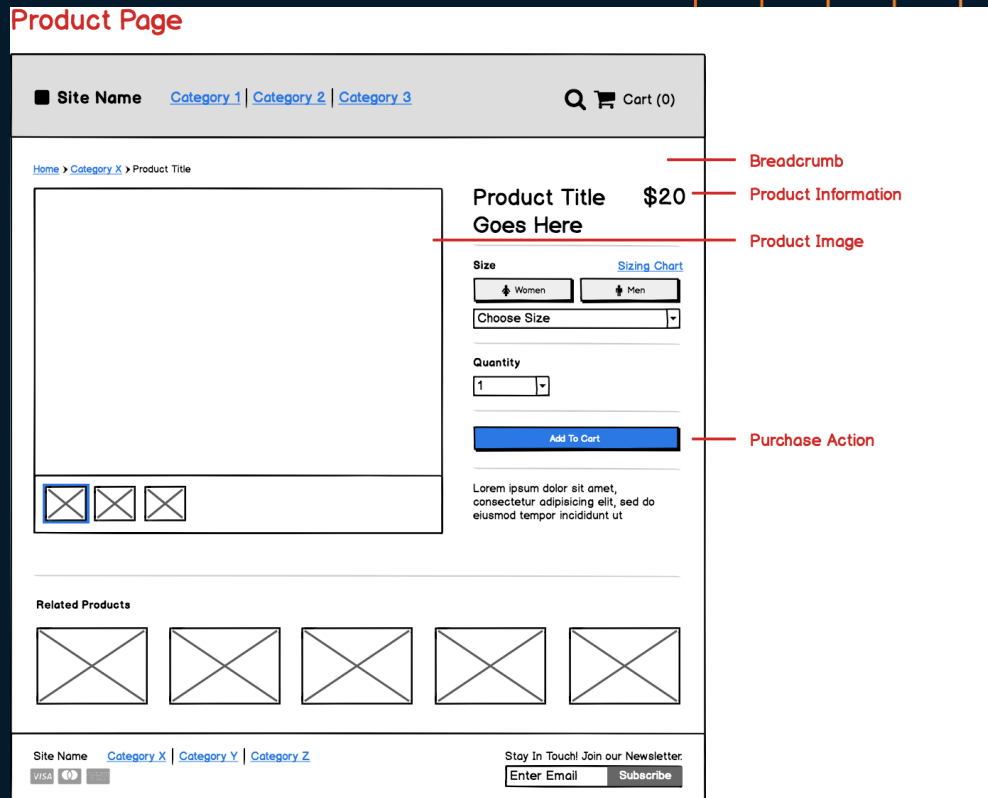 Product Page
Site Name Category 1 Category 2 Category 3 Cart (0)
Home > Category X > Product Title
Breadcrumb
Product Title $20
Goes Here
Product Information
Product Image
Size Sizing Chart
Women Men
Choose Size
Quantity
1
Add To Cart
Purchase Action
Lorem ipsum dolor sit amet,
consectetur adipisicing elit, sed do
eiusmod tempor incididunt ut
Related Products
Site Name Category X Category Y Category Z
VISA
Stay In Touch! Join our Newsletter.
Enter Email Subscribe